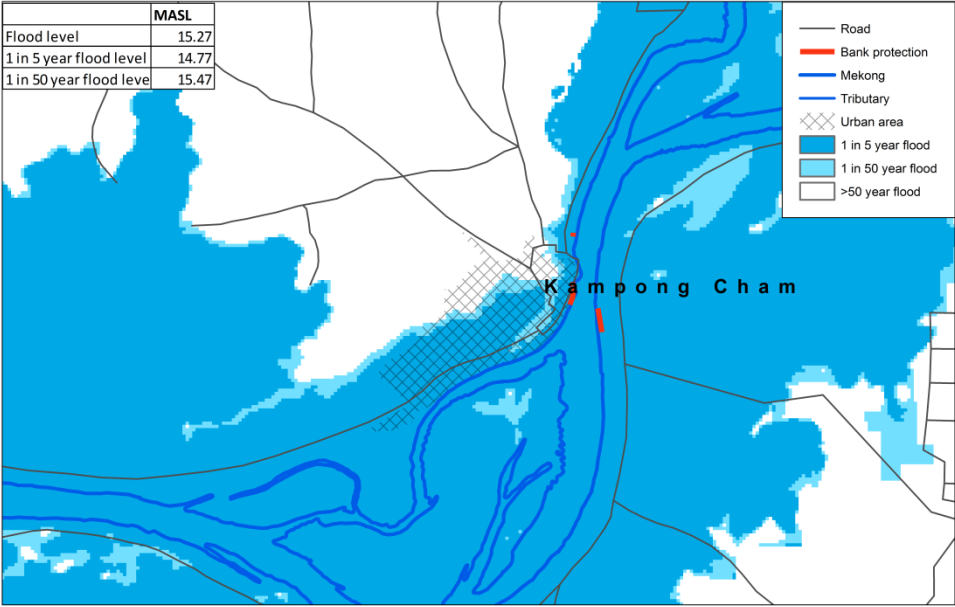 MASL
Flood level 15.27
1 in 5 year flood level 14.77
1 in 50 year flood leve 15.47
Road
Bank protection
Mekong
Tributary
Urban area
1 in 5 year flood
1 in 50 year flood
>50 year flood
Kampong Cham